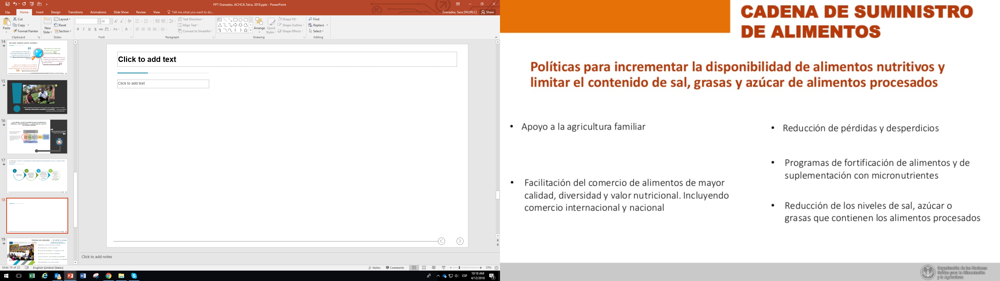 PPT Granados. ACHCA.Talca. 2018.pptx - PowerPoint
File Home Insert Design Transitions Animations Slide Show Review View Tell me what you want to do...
Granados, Sara (FAORLC) Share
Paste
Cut
Copy
Format Painter
Clipboard
New
Slide
Layout
Reset
Section
Slides
48
B I U S abc AV Aa A
Font
Text Direction
Align Text
Convert to SmartArt
Paragraph
Arrange
Quick
Styles
Shape Fill
Shape Outline
Shape Effects
Drawing
Find
Replace
Select
Editing
14
EN QUÉ VAMOS HASTA AHORA?
01
02
03
04
15
16
17
18
19
PIENSA EN GRANDE ... O VETE A CASA
Click to add text
Click to add text
Click to add notes
Slide 18 of 22 English (United States)
Notes Comments 55%
ESP
10:18 AM
4/12/2018
CADENA DE SUMINISTRO
DE ALIMENTOS
Políticas para incrementar la disponibilidad de alimentos nutritivos y
limitar el contenido de sal, grasas y azúcar de alimentos procesados
• Apoyo a la agricultura familiar
• Facilitación del comercio de alimentos de mayor
calidad, diversidad y valor nutricional. Incluyendo
comercio internacional y nacional
• Reducción de pérdidas y desperdicios
• Programas de fortificación de alimentos y de
suplementación con micronutrientes
• Reducción de los niveles de sal, azúcar o
grasas que contienen los alimentos procesados
Organización de las Naciones
Unidas para la Alimentación
y la Agricultura